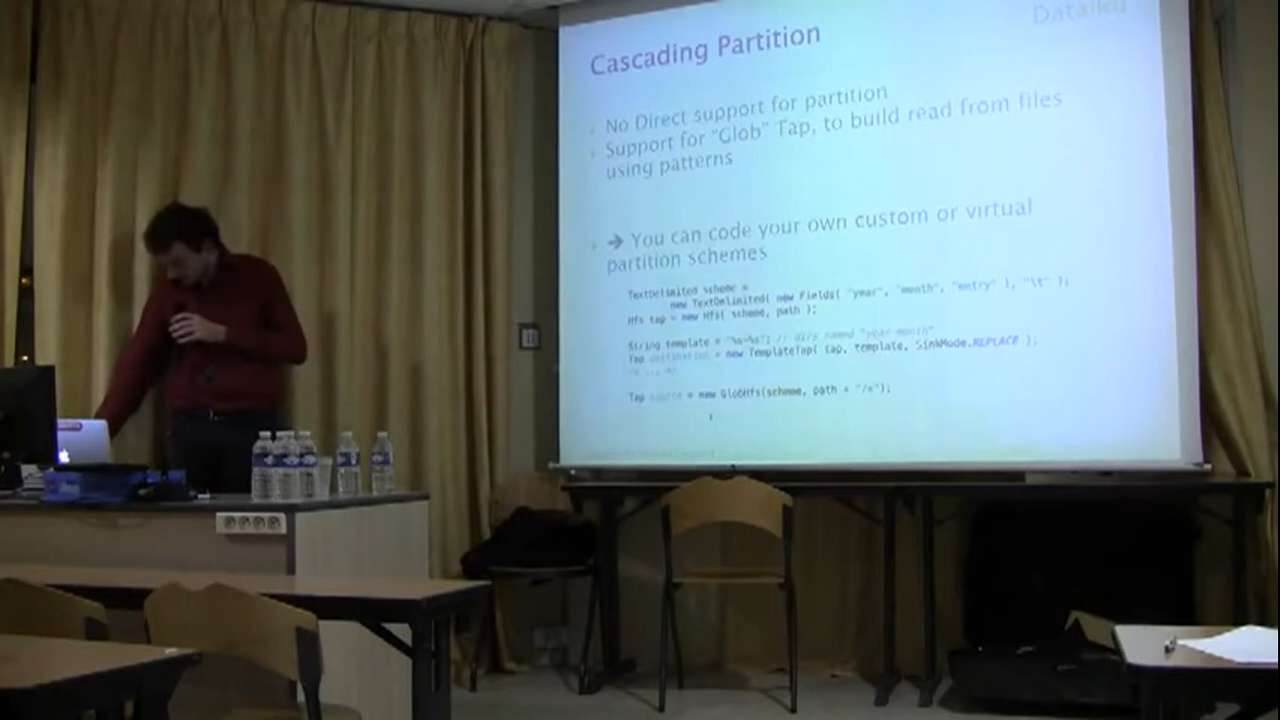 Dataiku
Cascading Partition
No Direct support for partition
Support for "Glob" Tap, to build read from files
using patterns
➔ You can code your own custom or virtual
partition schemes
TextDelimited scheme =
new TextDelimited( new Fields( "year", "month", "entry" ), "\t" );
Hfs tap = new Hfs( scheme, path );
String template = "%s-%s"; // dirs named "year-month"
Tap destination = new TemplateTap( tap, template, SinkMode.REPLACE );
/* ... */
Tap source = new GlobHfs(scheme, path + "/*");